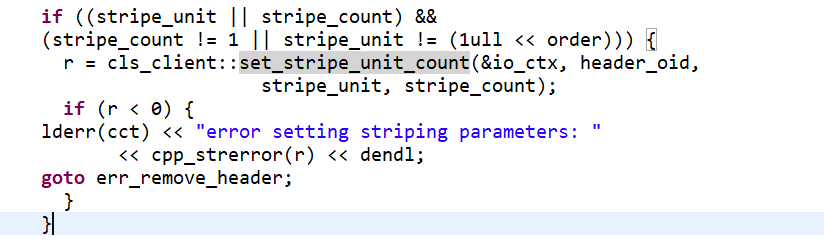 if ((stripe_unit || stripe_count) &&
(stripe_count != 1 || stripe_unit != (1ull << order))) {
r = cls_client::set_stripe_unit_count(&io_ctx, header_oid,
stripe_unit, stripe_count);
if (r < 0) {
lderr(cct) << "error setting striping parameters: "
<< cpp_strerror(r) << dendl;
goto err_remove_header;
}
}